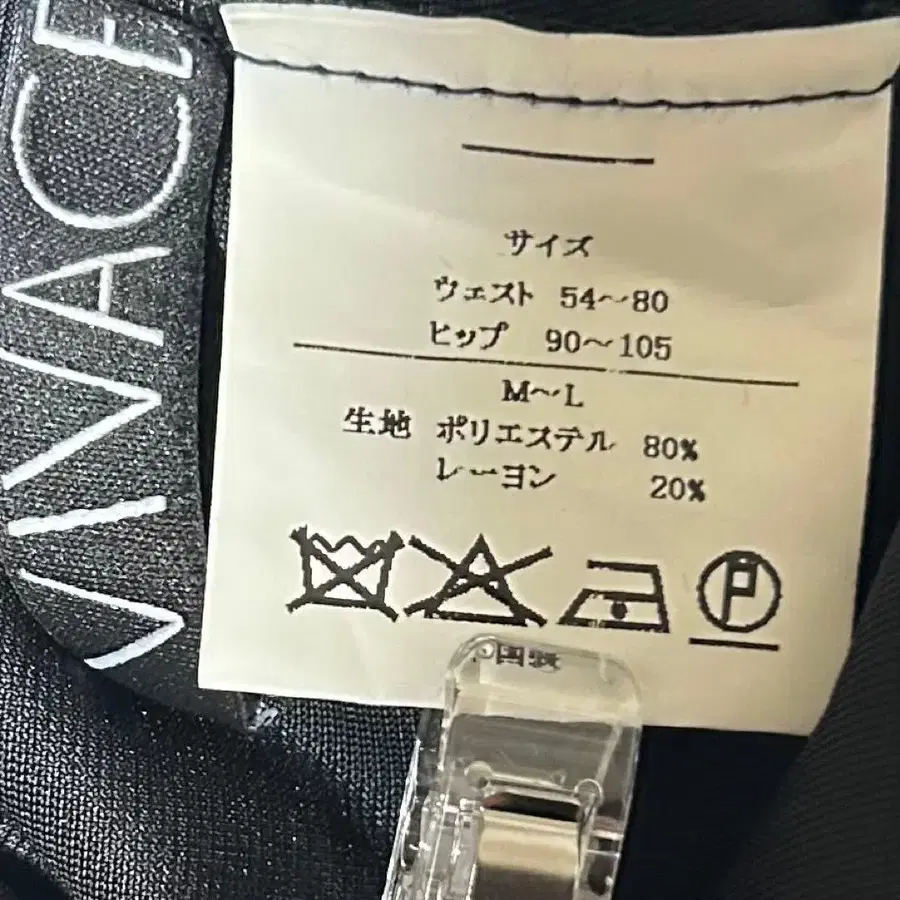 VIVACE
サイズ
ウェスト 54～80
ヒップ 90～105
M～L
生地 ポリエステル 80%
レーヨン 20%
P
中国製